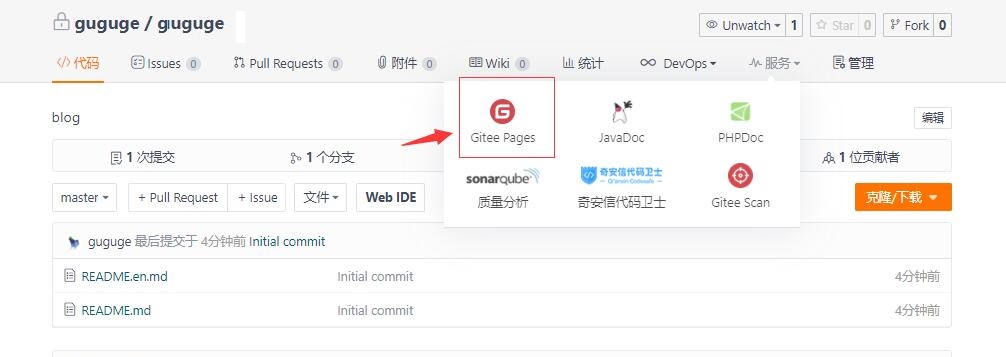 guguge / guguge
Unwatch 1 Star 0 Fork 0
代码 Issues 0 Pull Requests 0 附件 0 Wiki 0 统计 DevOps 服务 管理
G
Gitee Pages JavaDoc PHPDoc
blog 编辑
sonarqube 奇安信代码卫士 Qi'anxin Codesafe
质量分析 奇安信代码卫士 Gitee Scan
1 次提交 1 个分支 1 位贡献者
master + Pull Request + Issue 文件 Web IDE 克隆/下载
guguge 最后提交于 4分钟前 Initial commit
README.en.md Initial commit 4分钟前
README.md Initial commit 4分钟前